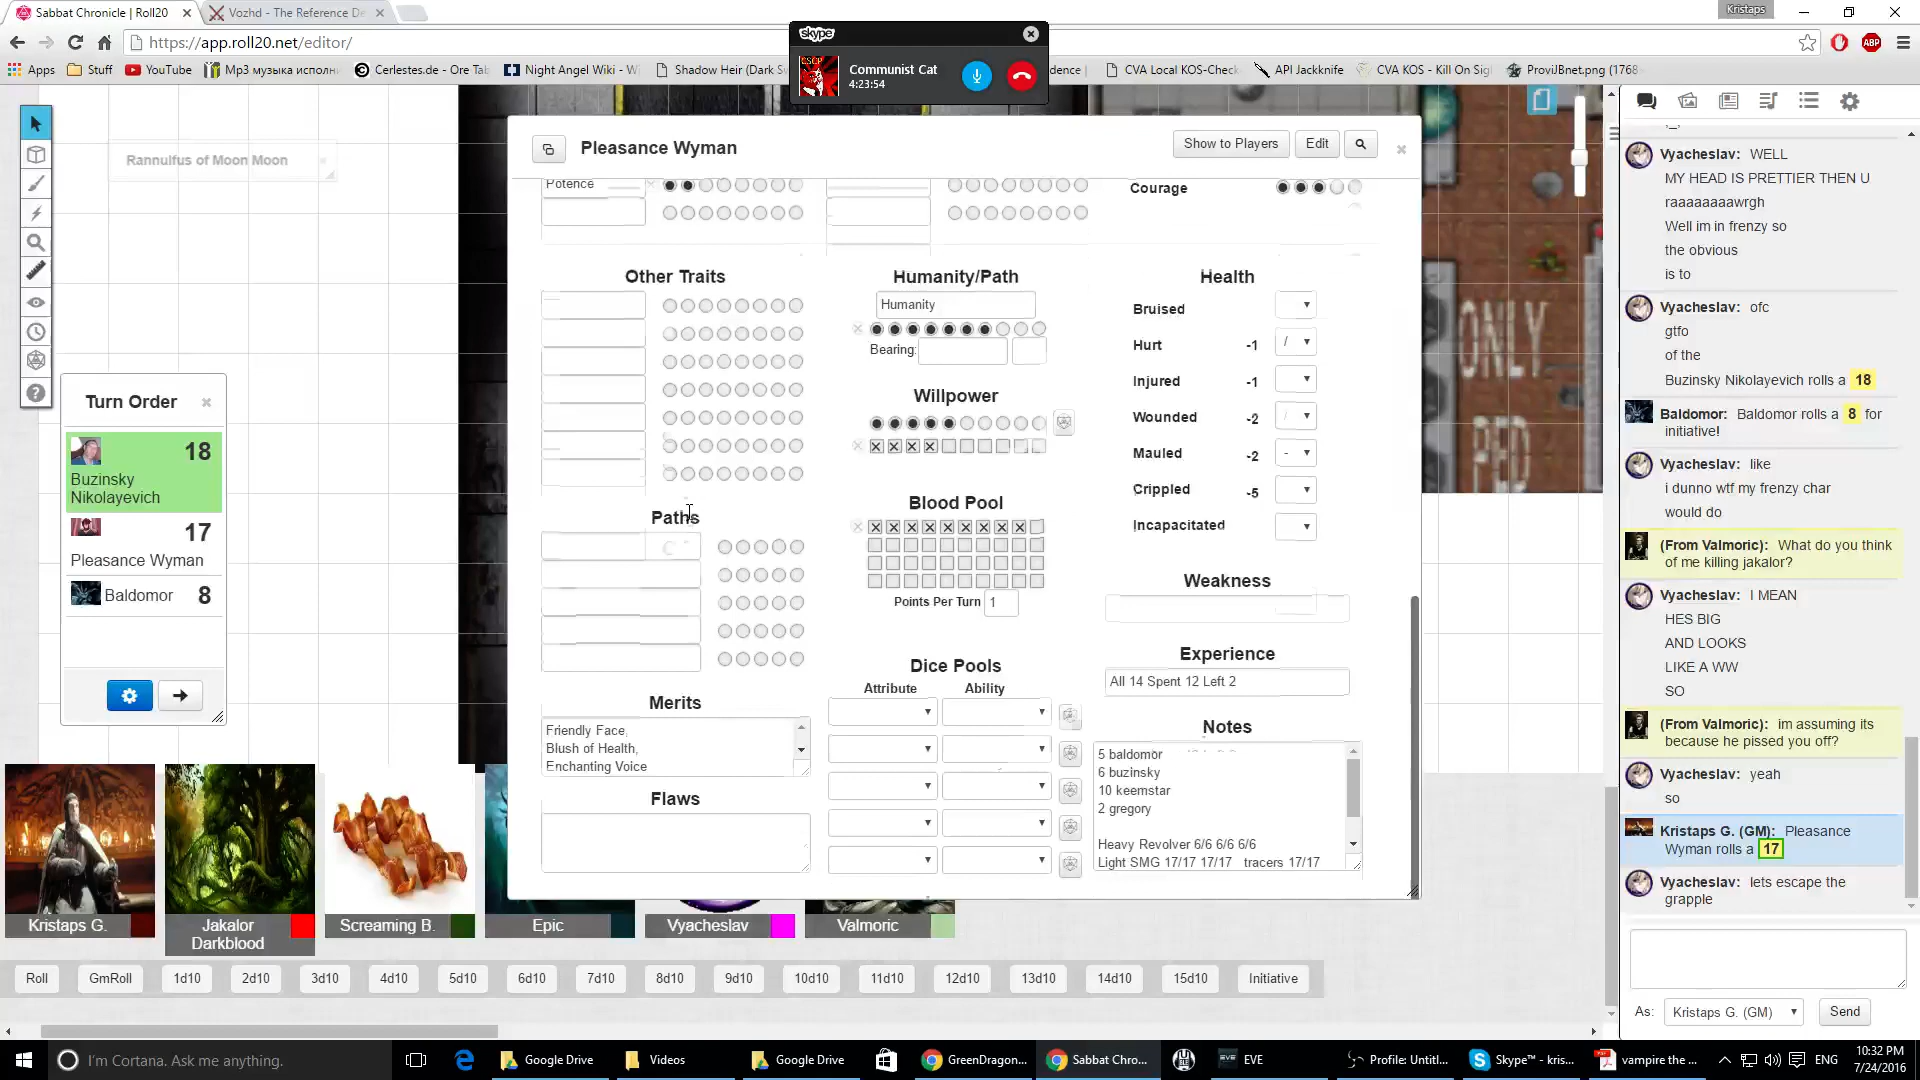 Sabbat Chronicle | Roll20
Vozhd - The Reference De
Kristaps
https://app.roll20.net/editor/
skype
Communist Cat
4:23:54
Apps
Stuff
YouTube
Mp3 музыка исполни
Cerlestes.de - Ore Tab
Night Angel Wiki - Wi
Shadow Heir (Dark Sw
dence |
CVA Local KOS-Check
API Jackknife
CVA KOS - Kill On Sigh
ProviJBnet.png (1768×
Rannulfus of Moon Moon
Pleasance Wyman
Show to Players
Edit
Potence
Courage
Other Traits
Humanity/Path
Humanity
Bearing:
Willpower
Blood Pool
Points Per Turn 1
Health
Bruised
Hurt -1 /
Injured -1
Wounded -2 /
Mauled -2 -
Crippled -5
Incapacitated
Paths
Weakness
Dice Pools
Attribute Ability
Experience
All 14 Spent 12 Left 2
Merits
Friendly Face,
Blush of Health,
Enchanting Voice
Flaws
Notes
5 baldomor
6 buzinsky
10 keemstar
2 gregory
Heavy Revolver 6/6 6/6 6/6
Light SMG 17/17 17/17 tracers 17/17
Turn Order
18
Buzinsky
Nikolayevich
17
Pleasance Wyman
Baldomor 8
ONLY
PED
Vyacheslav: WELL
MY HEAD IS PRETTIER THEN U
raaaaaaaawrgh
Well im in frenzy so
the obvious
is to
Vyacheslav: ofc
gtfo
of the
Buzinsky Nikolayevich rolls a 18
Baldomor: Baldomor rolls a 8 for
initiative!
Vyacheslav: like
i dunno wtf my frenzy char
would do
(From Valmoric): What do you think
of me killing jakalor?
Vyacheslav: I MEAN
HES BIG
AND LOOKS
LIKE A WW
SO
(From Valmoric): im assuming its
because he pissed you off?
Vyacheslav: yeah
so
Kristaps G. (GM): Pleasance
Wyman rolls a 17
Vyacheslav: lets escape the
grapple
As: Kristaps G. (GM)
Send
Kristaps G.
Jakalor
Darkblood
Screaming B.
Epic
Vyacheslav
Valmoric
Roll
GmRoll
1d10
2d10
3d10
4d10
5d10
6d10
7d10
8d10
9d10
10d10
11d10
12d10
13d10
14d10
15d10
Initiative
I'm Cortana. Ask me anything.
Google Drive
Videos
Google Drive
GreenDragon...
Sabbat Chro...
EVE
Profile: Untitl...
Skype™ - kris...
vampire the ...
ENG
10:32 PM
7/24/2016